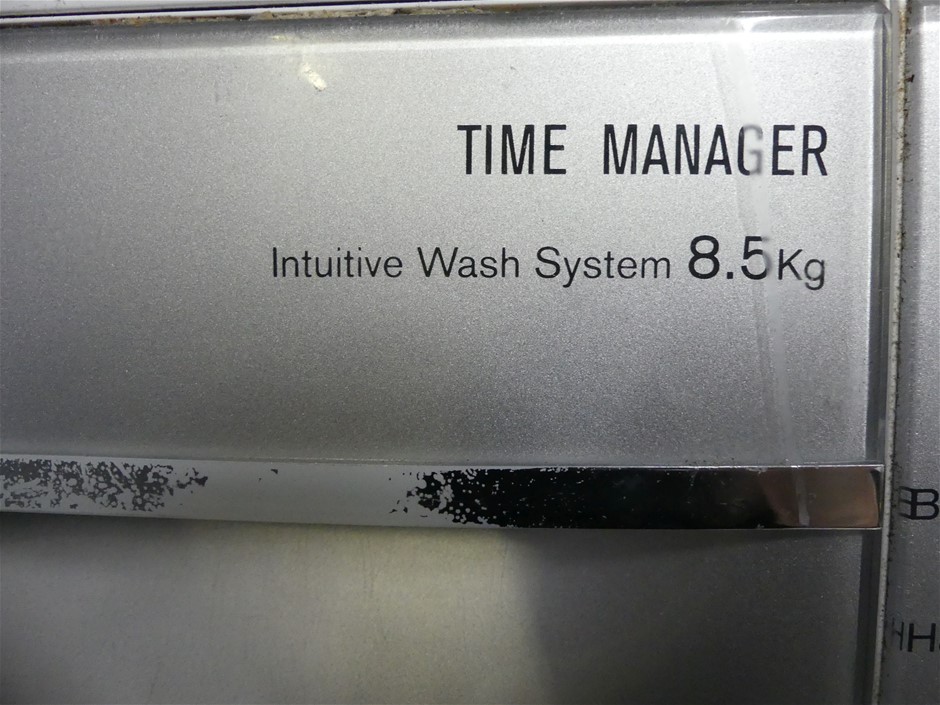 TIME MANAGER
Intuitive Wash System 8.5Kg